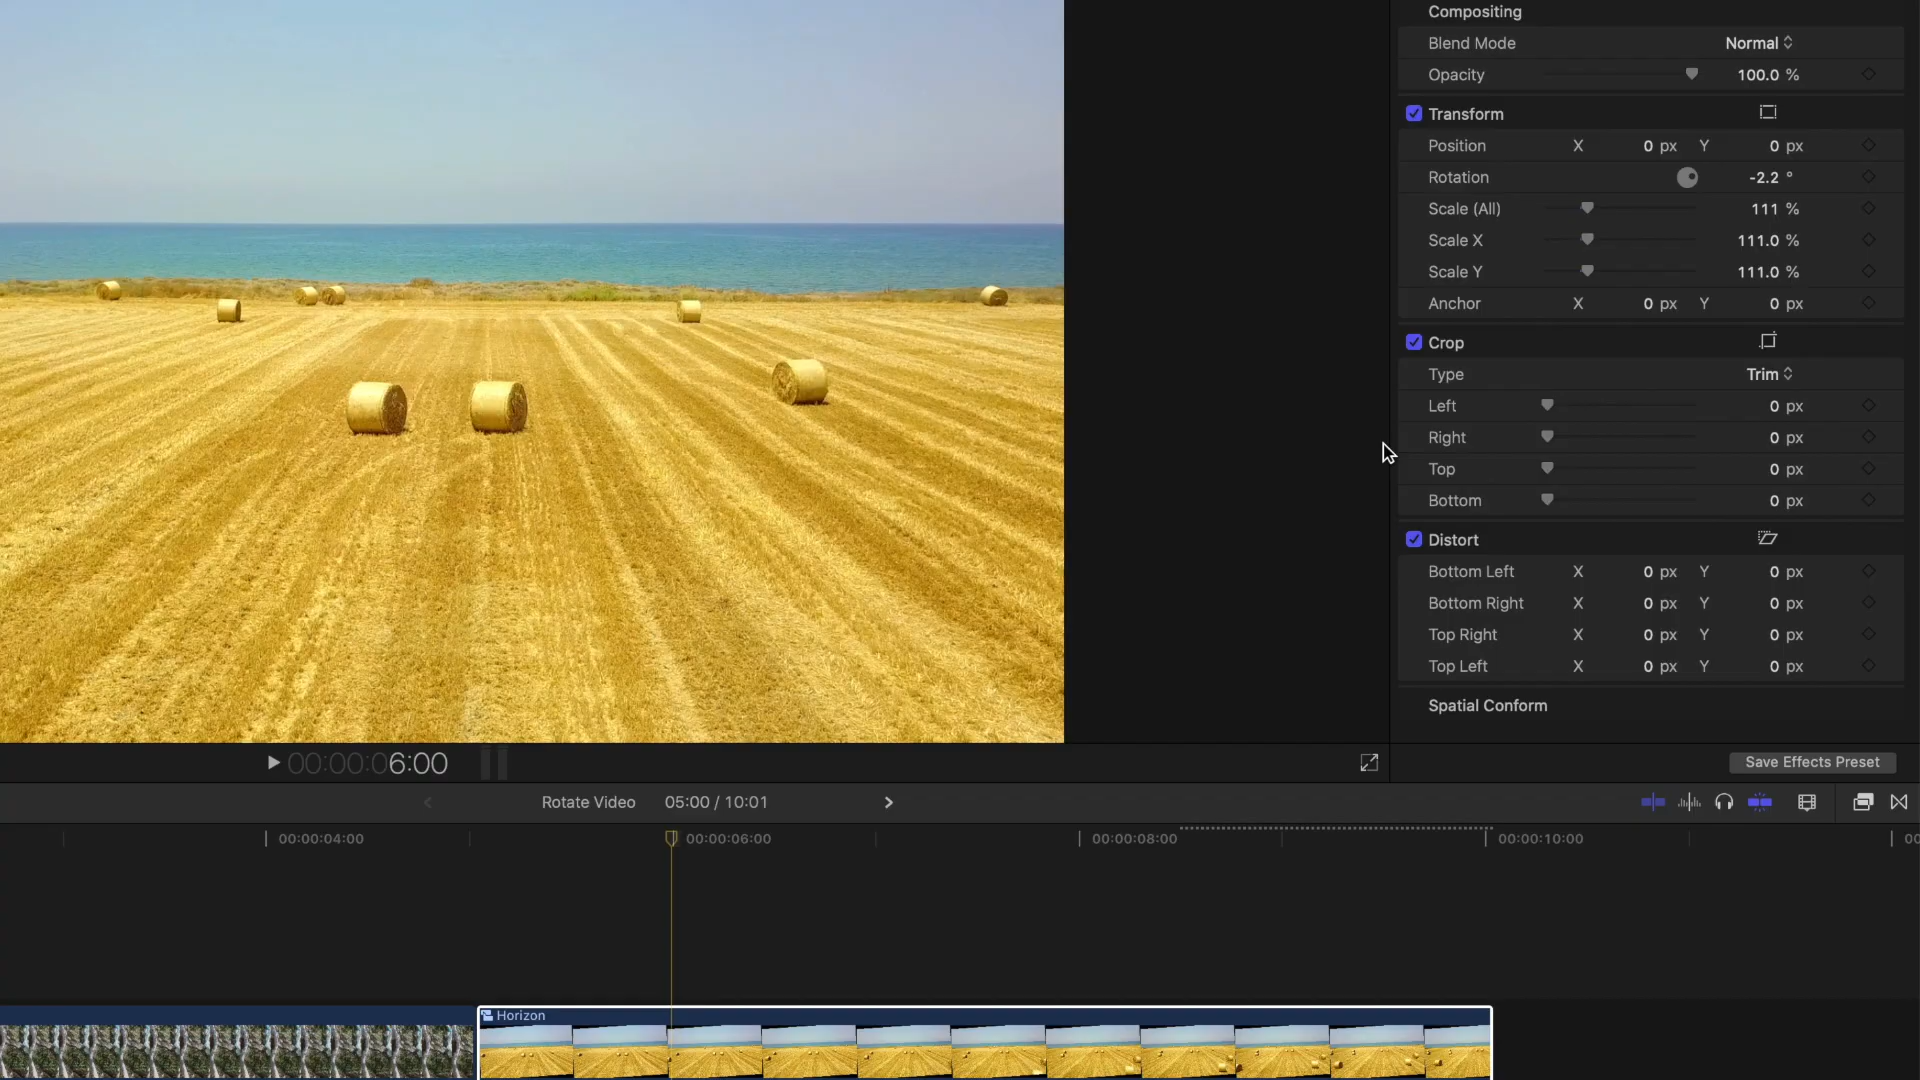 Compositing
Blend Mode Normal
Opacity 100.0 %
Transform
Position X 0 px Y 0 px
Rotation -2.2 °
Scale (All) 111 %
Scale X 111.0 %
Scale Y 111.0 %
Anchor X 0 px Y 0 px
Crop
Type Trim
Left 0 px
Right 0 px
Top 0 px
Bottom 0 px
Distort
Bottom Left X 0 px Y 0 px
Bottom Right X 0 px Y 0 px
Top Right X 0 px Y 0 px
Top Left X 0 px Y 0 px
Spatial Conform
00:00:06:00 Save Effects Preset
Rotate Video 05:00 / 10:01
00:00:04:00 00:00:06:00 00:00:08:00 00:00:10:00 00
Horizon